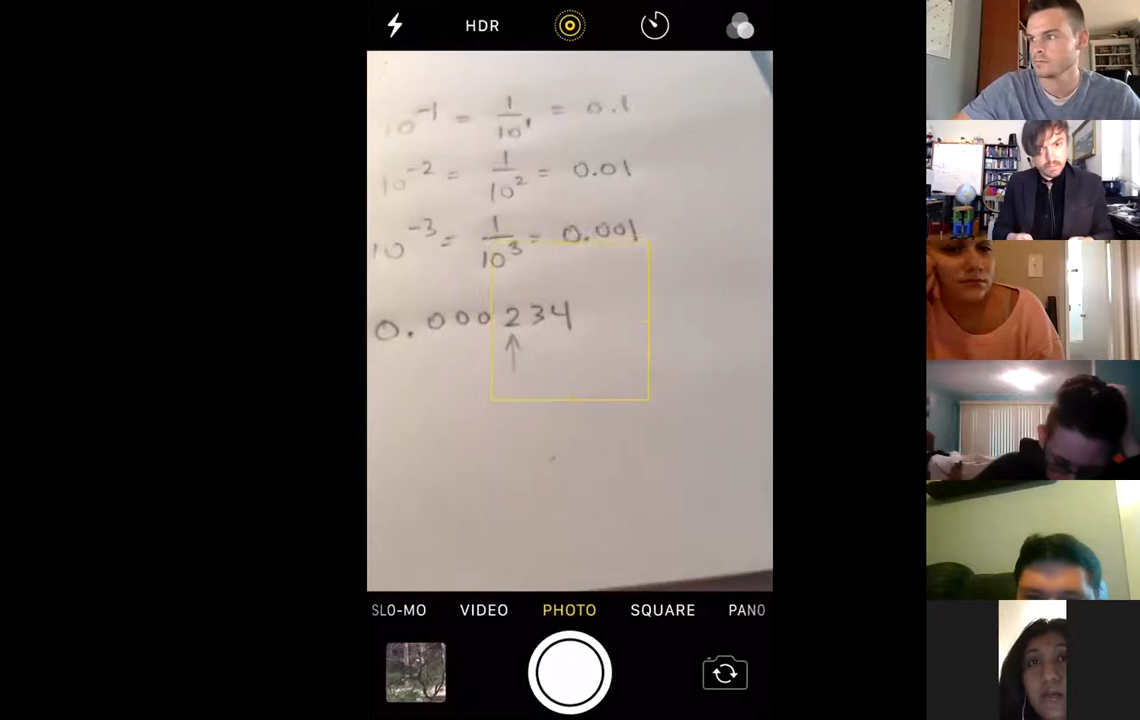 HDR
10⁻¹ = 1/10¹ = 0.1
10⁻² = 1/10² = 0.01
10⁻³ = 1/10³ = 0.001
0.000234
↑
SLO-MO VIDEO PHOTO SQUARE PANO